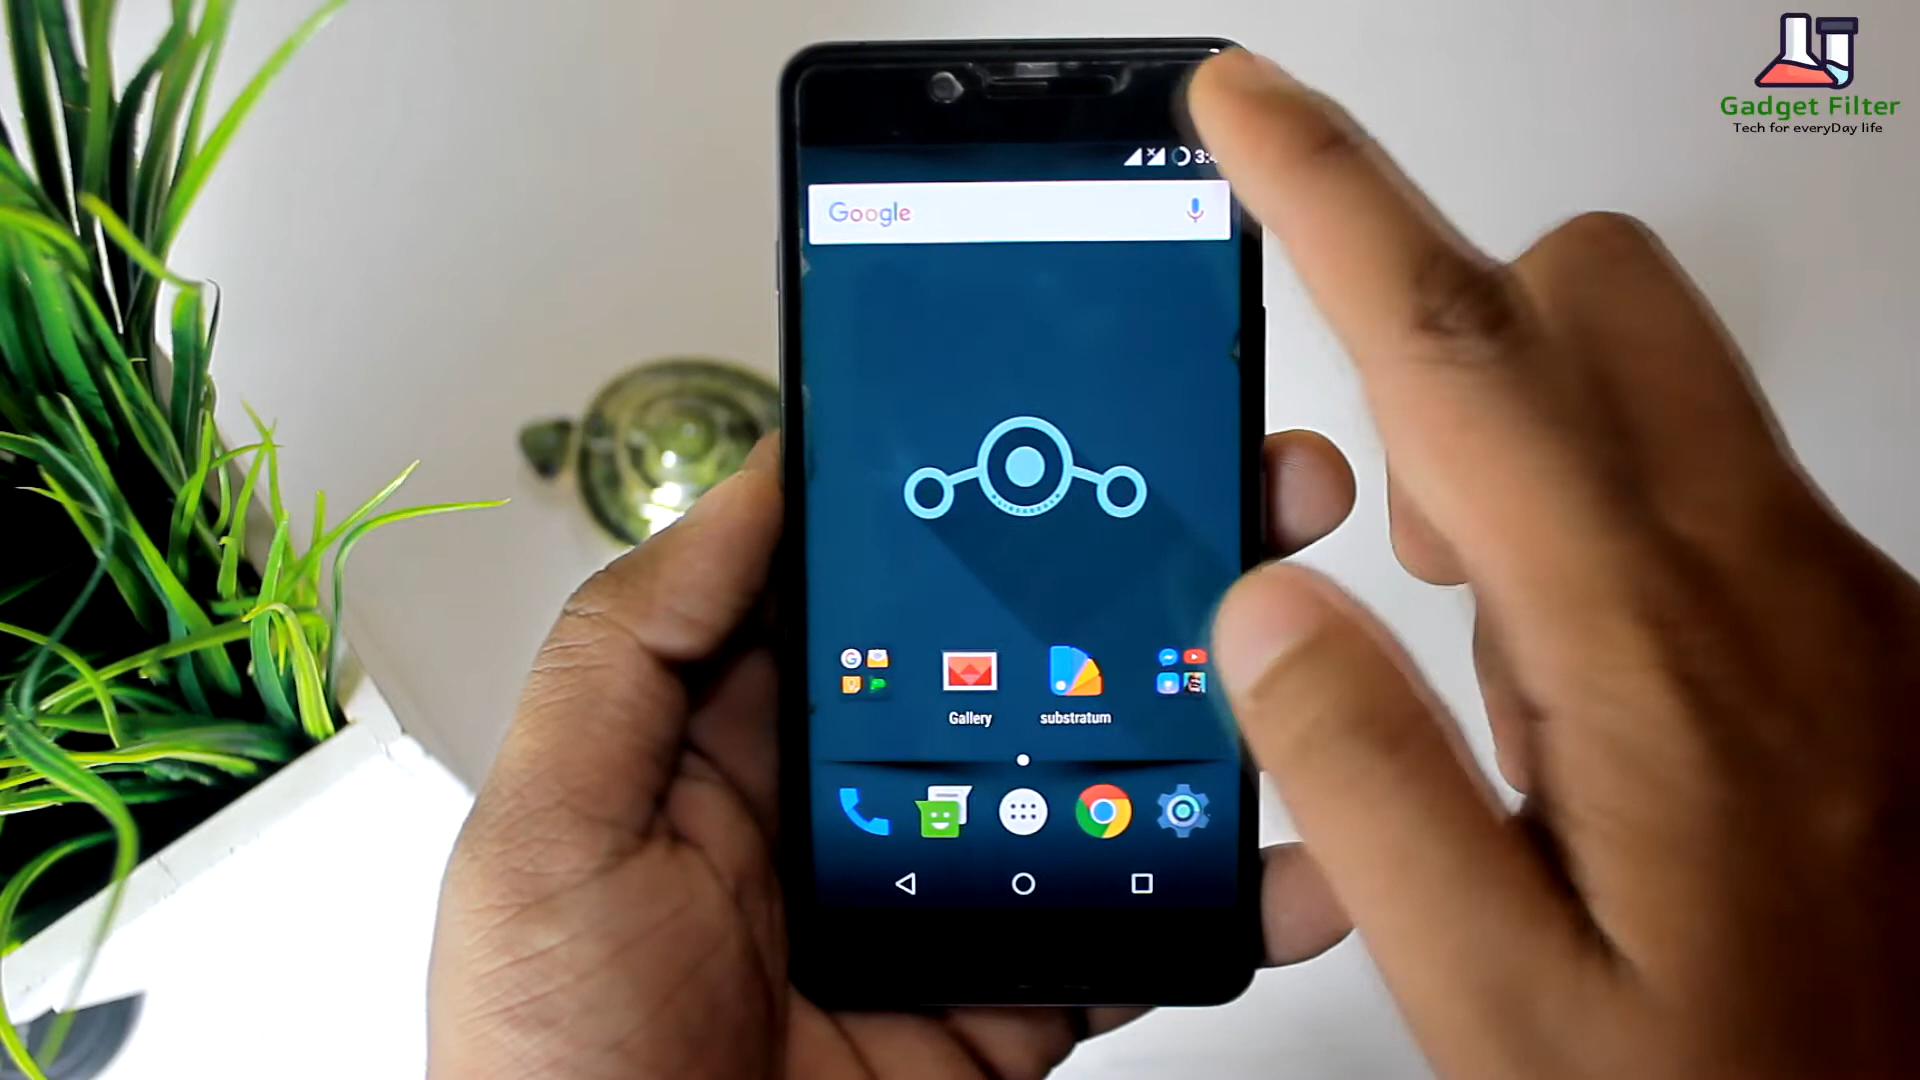 Gadget Filter
Tech for everyDay life
Google
Gallery
substratum